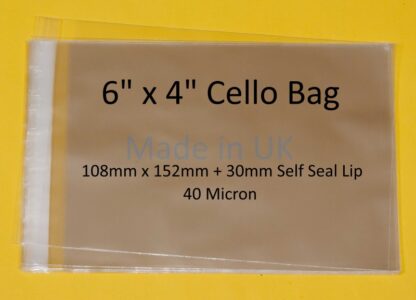 6" x 4" Cello Bag
Made in UK
108mm x 152mm + 30mm Self Seal Lip
40 Micron